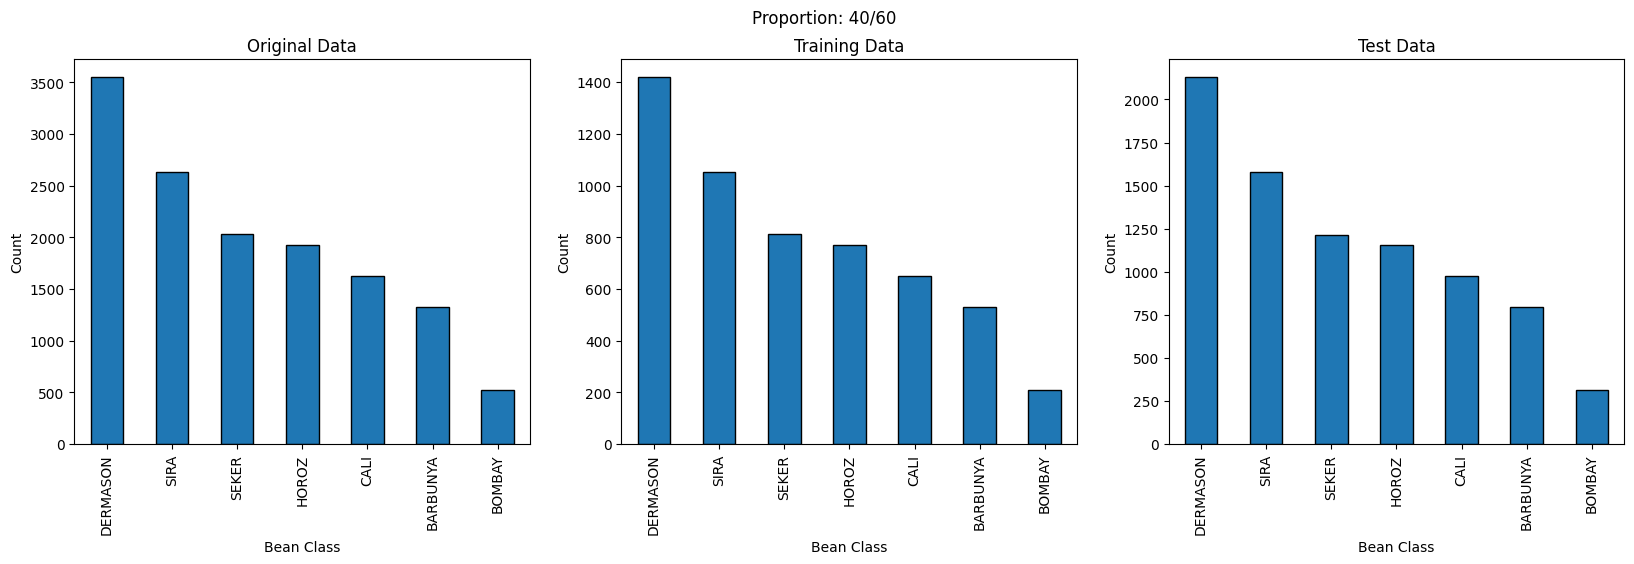 Proportion: 40/60
Original Data
Count
3500
3000
2500
2000
1500
1000
500
0
DERMASON
SIRA
SEKER
HOROZ
CALI
BARBUNYA
BOMBAY
Bean Class
Training Data
Count
1400
1200
1000
800
600
400
200
0
DERMASON
SIRA
SEKER
HOROZ
CALI
BARBUNYA
BOMBAY
Bean Class
Test Data
Count
2000
1750
1500
1250
1000
750
500
250
0
DERMASON
SIRA
SEKER
HOROZ
CALI
BARBUNYA
BOMBAY
Bean Class